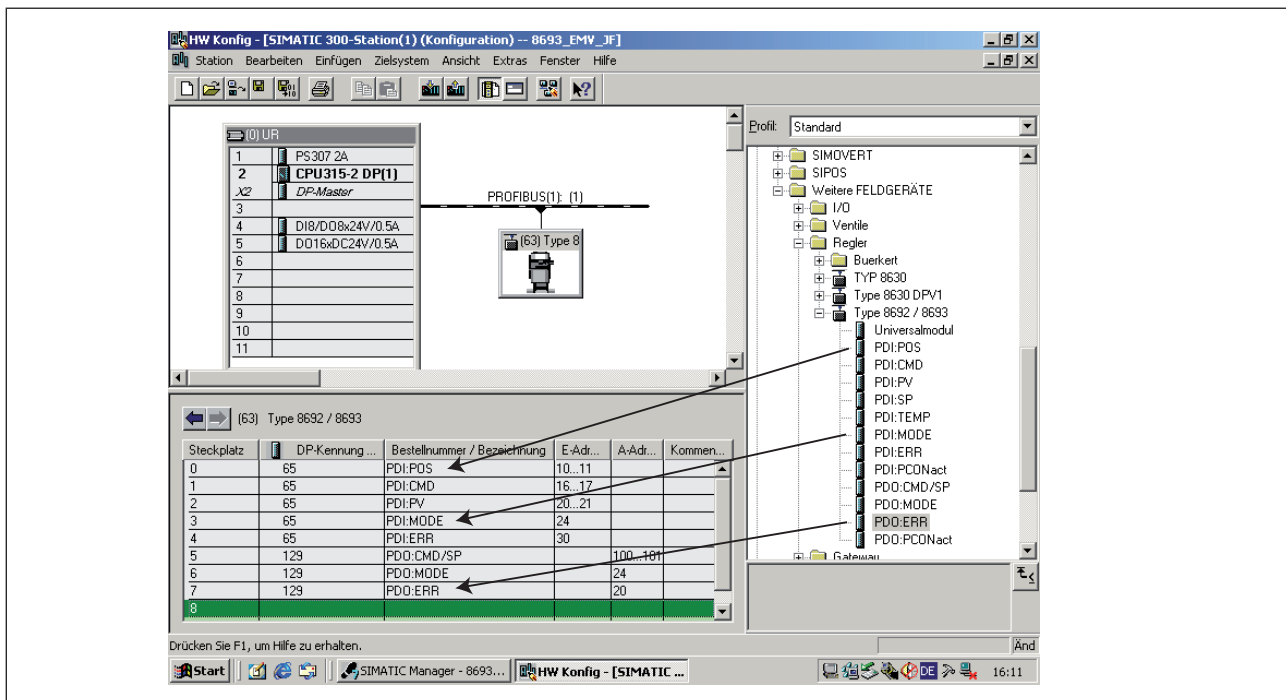 HW Konfig - [SIMATIC 300-Station(1) (Konfiguration) -- 8693_EMV_JF]
Station Bearbeiten Einfügen Zielsystem Ansicht Extras Fenster Hilfe
(0) UR
1 PS307 2A
2 CPU315-2 DP(1)
X2 DP-Master
3
4 DI8/DO8x24V/0.5A
5 DO16xDC24V/0.5A
6
7
8
9
10
11
PROFIBUS(1): (1)
(63) Type 8
Profil: Standard
SIMOVERT
SIPOS
Weitere FELDGERÄTE
I/O
Ventile
Regler
Buerkert
TYP 8630
Type 8630 DPV1
Type 8692 / 8693
Universalmodul
PDI:POS
PDI:CMD
PDI:PV
PDI:SP
PDI:TEMP
PDI:MODE
PDI:ERR
PDI:PCONact
PDO:CMD/SP
PDO:MODE
PDO:ERR
PDO:PCONact
Gateway
(63) Type 8692 / 8693
Steckplatz DP-Kennung ... Bestellnummer / Bezeichnung E-Adr... A-Adr... Kommen...
0 65 PDI:POS 10...11
1 65 PDI:CMD 16...17
2 65 PDI:PV 20...21
3 65 PDI:MODE 24
4 65 PDI:ERR 30
5 129 PDO:CMD/SP 100...101
6 129 PDO:MODE 24
7 129 PDO:ERR 20
8
Drücken Sie F1, um Hilfe zu erhalten.
Änd
Start SIMATIC Manager - 8693... HW Konfig - [SIMATIC ... DE 16:11